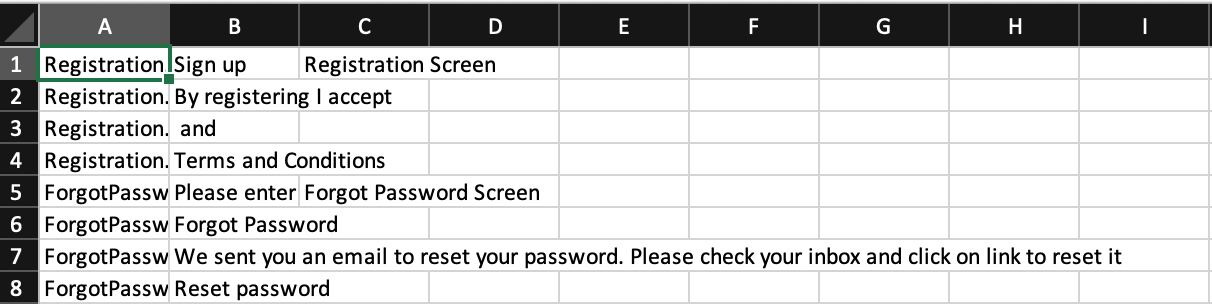 A B C D E F G H I
1 Registration. Sign up Registration Screen
2 Registration. By registering I accept
3 Registration. and
4 Registration. Terms and Conditions
5 ForgotPassw Please enter Forgot Password Screen
6 ForgotPassw Forgot Password
7 ForgotPassw We sent you an email to reset your password. Please check your inbox and click on link to reset it
8 ForgotPassw Reset password